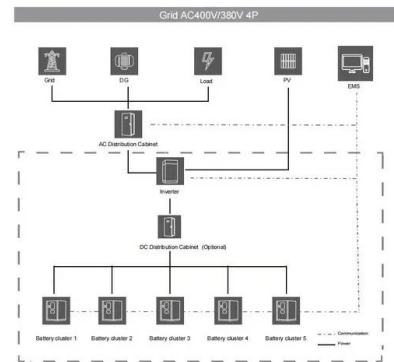 Grid AC400V/380V 4P
Grid
DG
Load
PV
EMS
AC Distribution Cabinet
Inverter
DC Distribution Cabinet (Optional)
Battery cluster 1
Battery cluster 2
Battery cluster 3
Battery cluster 4
Battery cluster 5
Communication
Power